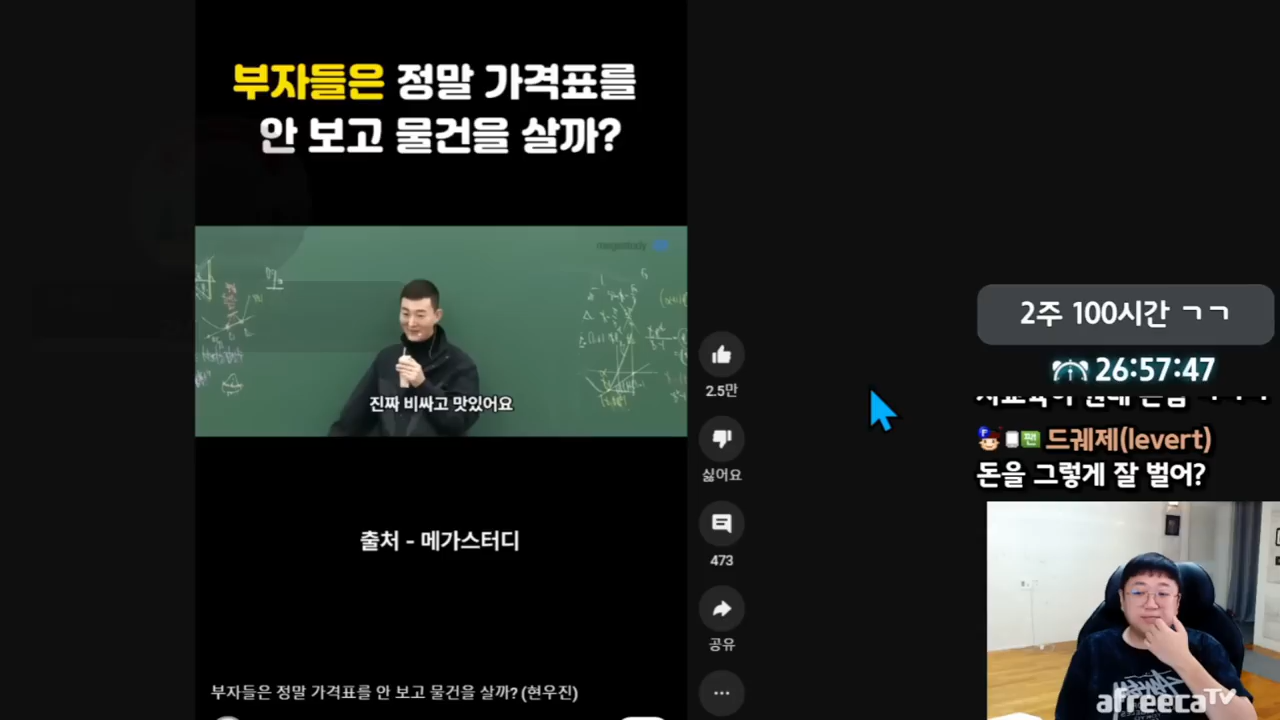 부자들은 정말 가격표를
안 보고 물건을 살까?
megastudy
진짜 비싸고 맛있어요
출처 - 메가스터디
2.5만
싫어요
473
공유
부자들은 정말 가격표를 안 보고 물건을 살까? (현우진)
2주 100시간 ㄱㄱ
26:57:47
팬 드궤제(levert)
돈을 그렇게 잘 벌어?
afreecaTV